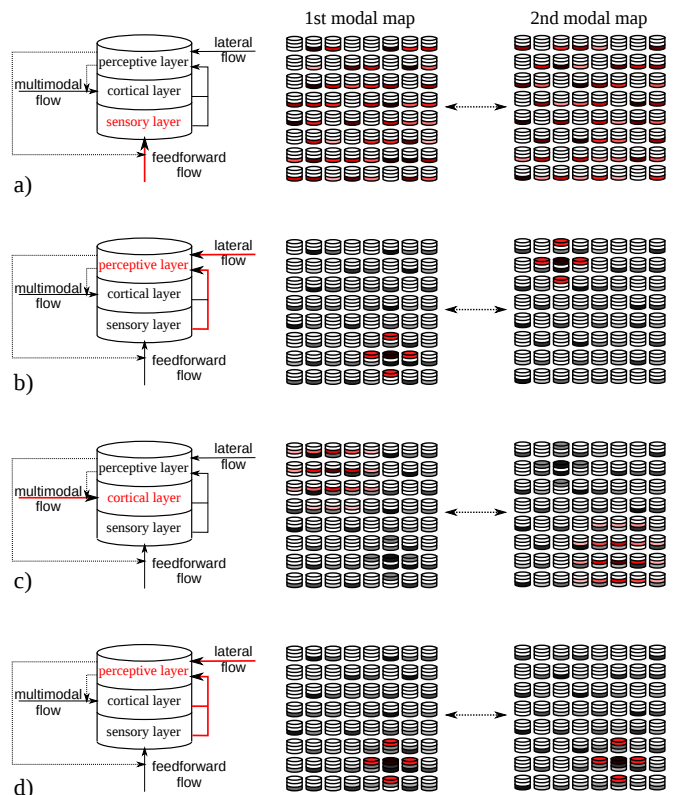 1st modal map
2nd modal map
lateral
flow
perceptive layer
multimodal
flow
cortical layer
sensory layer
feedforward
flow
a)
lateral
flow
perceptive layer
multimodal
flow
cortical layer
sensory layer
feedforward
flow
b)
lateral
flow
perceptive layer
multimodal
flow
cortical layer
sensory layer
feedforward
flow
c)
lateral
flow
perceptive layer
multimodal
flow
cortical layer
sensory layer
feedforward
flow
d)